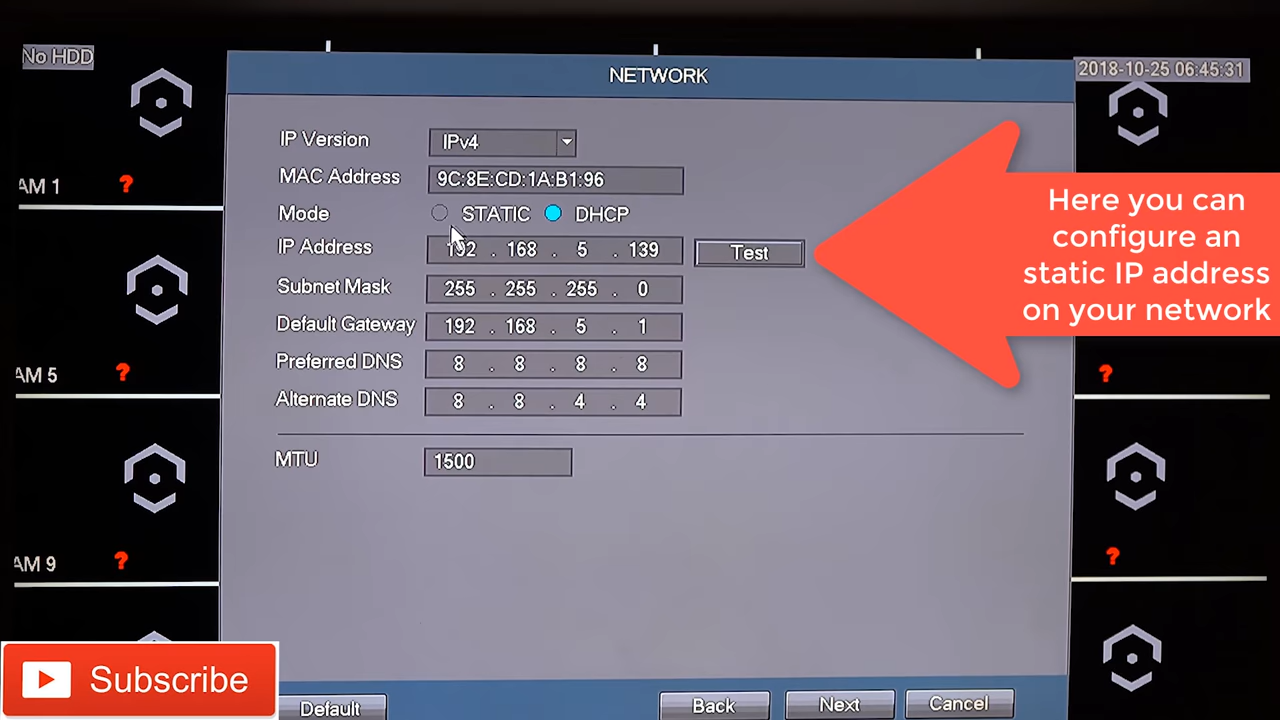 No HDD
NETWORK
2018-10-25 06:45:31
IP Version IPv4
MAC Address 9C:8E:CD:1A:B1:96
Mode STATIC DHCP
IP Address 192 . 168 . 5 . 139 Test
Subnet Mask 255 . 255 . 255 . 0
Default Gateway 192 . 168 . 5 . 1
Preferred DNS 8 . 8 . 8 . 8
Alternate DNS 8 . 8 . 4 . 4
MTU 1500
Default Back Next Cancel
AM 1 ?
AM 5 ?
AM 9 ?
?
?
Here you can
configure an
static IP address
on your network
Subscribe